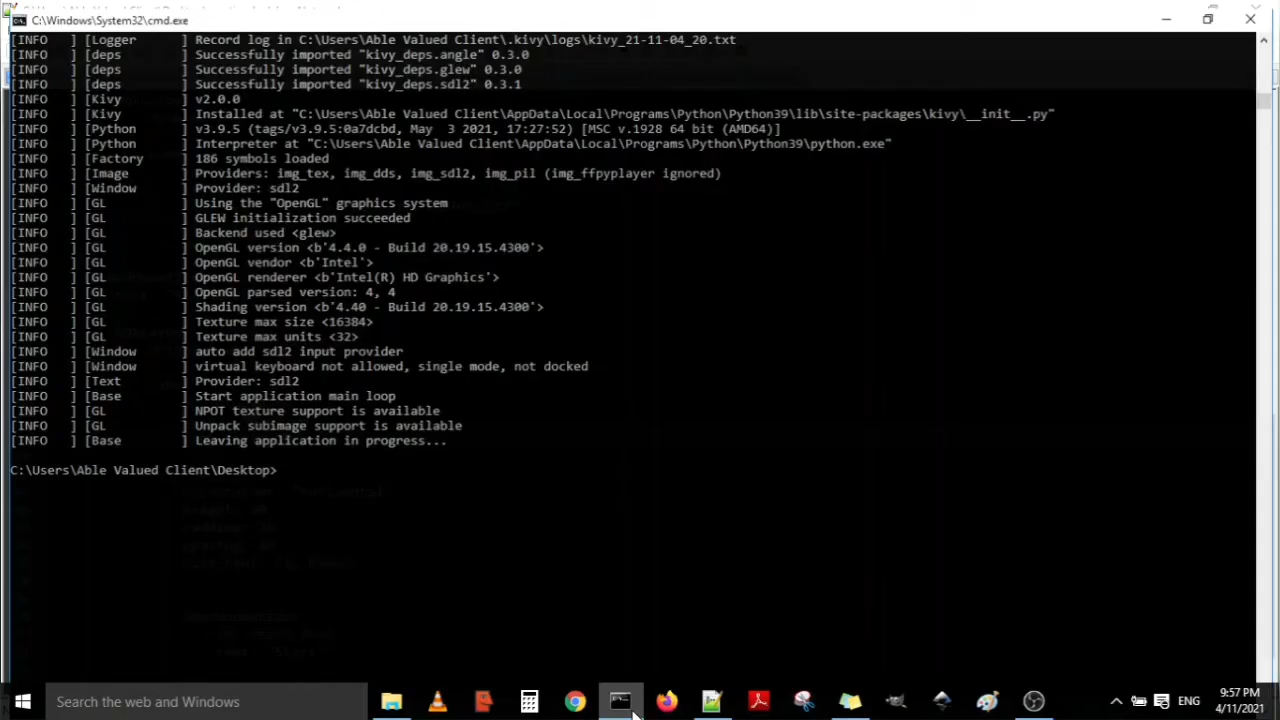 C:\Windows\System32\cmd.exe
[INFO   ] [Logger      ] Record log in C:\Users\Able Valued Client\.kivy\logs\kivy_21-11-04_20.txt
[INFO   ] [deps        ] Successfully imported "kivy_deps.angle" 0.3.0
[INFO   ] [deps        ] Successfully imported "kivy_deps.glew" 0.3.0
[INFO   ] [deps        ] Successfully imported "kivy_deps.sdl2" 0.3.1
[INFO   ] [Kivy        ] v2.0.0
[INFO   ] [Kivy        ] Installed at "C:\Users\Able Valued Client\AppData\Local\Programs\Python\Python39\lib\site-packages\kivy\__init__.py"
[INFO   ] [Python      ] v3.9.5 (tags/v3.9.5:0a7dcbd, May  3 2021, 17:27:52) [MSC v.1928 64 bit (AMD64)]
[INFO   ] [Python      ] Interpreter at "C:\Users\Able Valued Client\AppData\Local\Programs\Python\Python39\python.exe"
[INFO   ] [Factory     ] 186 symbols loaded
[INFO   ] [Image       ] Providers: img_tex, img_dds, img_sdl2, img_pil (img_ffpyplayer ignored)
[INFO   ] [Window      ] Provider: sdl2
[INFO   ] [GL          ] Using the "OpenGL" graphics system
[INFO   ] [GL          ] GLEW initialization succeeded
[INFO   ] [GL          ] Backend used <glew>
[INFO   ] [GL          ] OpenGL version <b'4.4.0 - Build 20.19.15.4300'>
[INFO   ] [GL          ] OpenGL vendor <b'Intel'>
[INFO   ] [GL          ] OpenGL renderer <b'Intel(R) HD Graphics'>
[INFO   ] [GL          ] OpenGL parsed version: 4, 4
[INFO   ] [GL          ] Shading version <b'4.40 - Build 20.19.15.4300'>
[INFO   ] [GL          ] Texture max size <16384>
[INFO   ] [GL          ] Texture max units <32>
[INFO   ] [Window      ] auto add sdl2 input provider
[INFO   ] [Window      ] virtual keyboard not allowed, single mode, not docked
[INFO   ] [Text        ] Provider: sdl2
[INFO   ] [Base        ] Start application main loop
[INFO   ] [GL          ] NPOT texture support is available
[INFO   ] [GL          ] Unpack subimage support is available
[INFO   ] [Base        ] Leaving application in progress...
C:\Users\Able Valued Client\Desktop>
Search the web and Windows
ENG
9:57 PM
4/11/2021